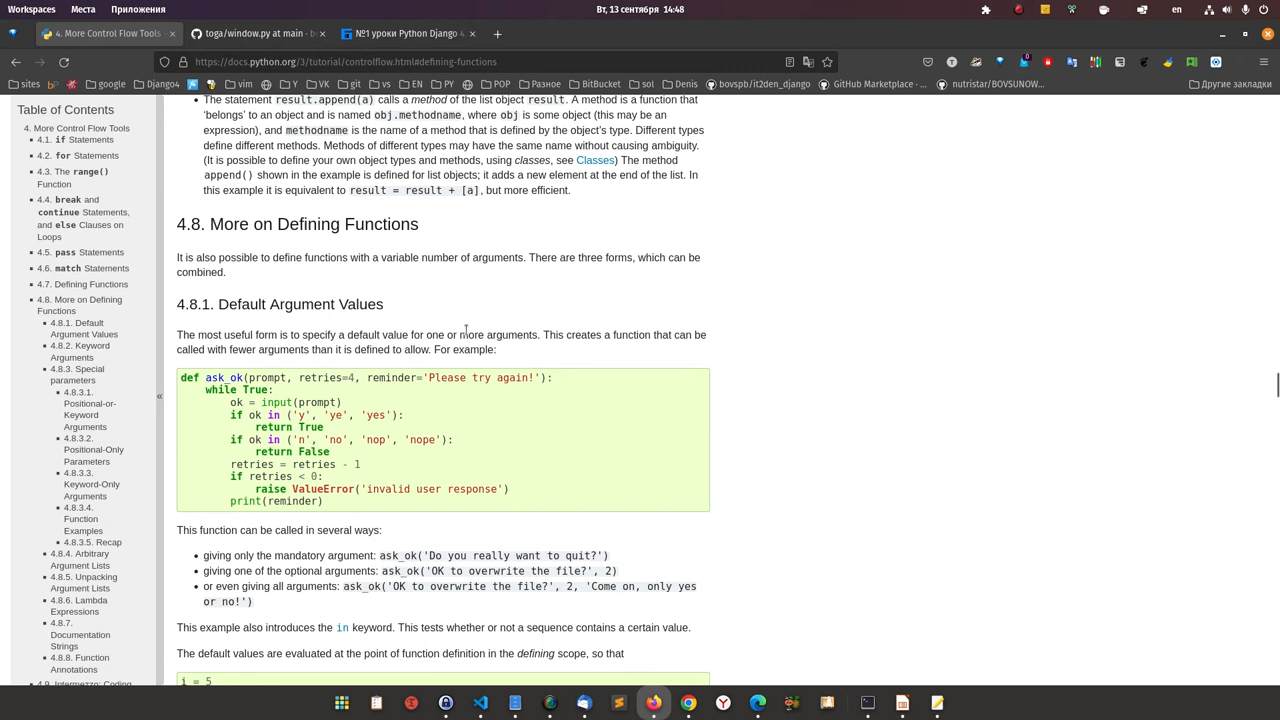 Workspaces Места Приложения Вт, 13 сентября 14:48 en
4. More Control Flow Tools toga/window.py at main · b №1 уроки Python Django 4
https://docs.python.org/3/tutorial/controlflow.html#defining-functions
sites bp google vim Y VK git vs EN PY POP Разное BitBucket sol Denis bovspb/it2den_django GitHub Marketplace · ... nutristar/BOVSUNOW... Другие закладки
Table of Contents
4. More Control Flow Tools
4.1. if Statements
4.2. for Statements
4.3. The range()
Function
4.4. break and
continue Statements,
and else Clauses on
Loops
4.5. pass Statements
4.6. match Statements
4.7. Defining Functions
4.8. More on Defining
Functions
4.8.1. Default
Argument Values
4.8.2. Keyword
Arguments
4.8.3. Special
parameters
4.8.3.1.
Positional-or-
Keyword
Arguments
4.8.3.2.
Positional-Only
Parameters
4.8.3.3.
Keyword-Only
Arguments
4.8.3.4.
Function
Examples
4.8.3.5. Recap
4.8.4. Arbitrary
Argument Lists
4.8.5. Unpacking
Argument Lists
4.8.6. Lambda
Expressions
4.8.7.
Documentation
Strings
4.8.8. Function
Annotations
4.9. Intermezzo: Coding
«
The statement result.append(a) calls a method of the list object result. A method is a function that
‘belongs’ to an object and is named obj.methodname, where obj is some object (this may be an
expression), and methodname is the name of a method that is defined by the object’s type. Different types
define different methods. Methods of different types may have the same name without causing ambiguity.
(It is possible to define your own object types and methods, using classes, see Classes) The method
append() shown in the example is defined for list objects; it adds a new element at the end of the list. In
this example it is equivalent to result = result + [a], but more efficient.
4.8. More on Defining Functions
It is also possible to define functions with a variable number of arguments. There are three forms, which can be
combined.
4.8.1. Default Argument Values
The most useful form is to specify a default value for one or more arguments. This creates a function that can be
called with fewer arguments than it is defined to allow. For example:
def ask_ok(prompt, retries=4, reminder='Please try again!'):
while True:
ok = input(prompt)
if ok in ('y', 'ye', 'yes'):
return True
if ok in ('n', 'no', 'nop', 'nope'):
return False
retries = retries - 1
if retries < 0:
raise ValueError('invalid user response')
print(reminder)
This function can be called in several ways:
giving only the mandatory argument: ask_ok('Do you really want to quit?')
giving one of the optional arguments: ask_ok('OK to overwrite the file?', 2)
or even giving all arguments: ask_ok('OK to overwrite the file?', 2, 'Come on, only yes
or no!')
This example also introduces the in keyword. This tests whether or not a sequence contains a certain value.
The default values are evaluated at the point of function definition in the defining scope, so that
i = 5